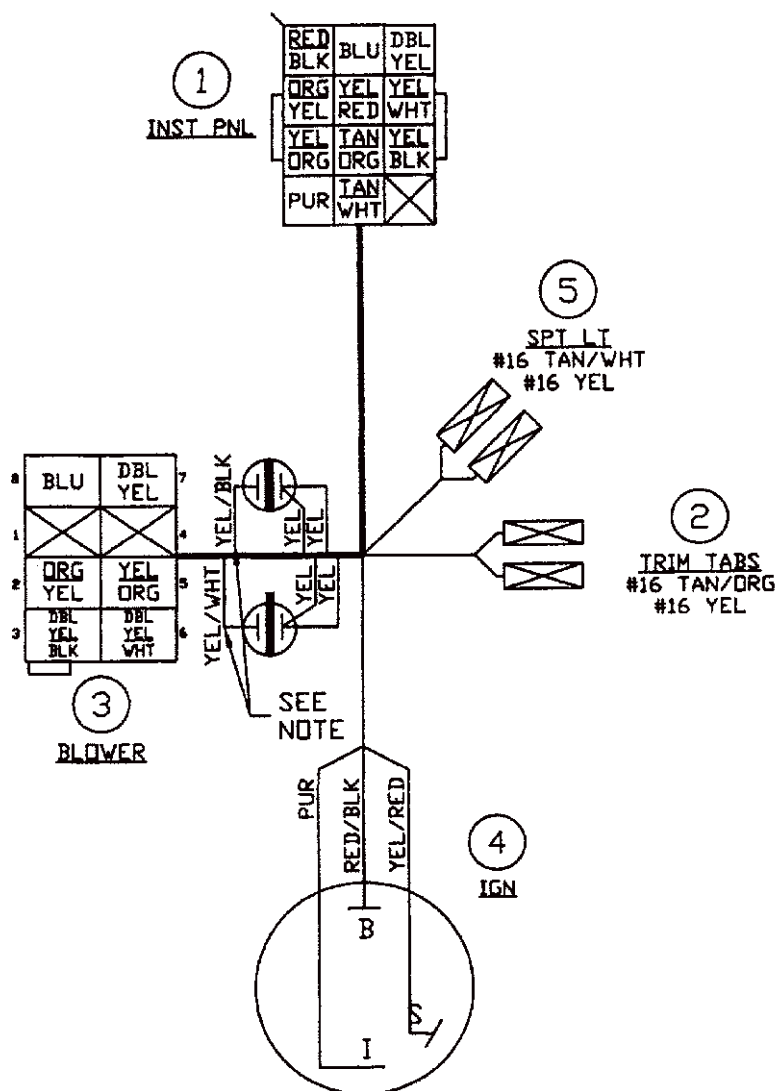 1
INST PNL
RED BLU DBL
BLK YEL
ORG YEL YEL
YEL RED WHT
YEL TAN YEL
ORG ORG BLK
PUR TAN
WHT
5
SPT LT
#16 TAN/WHT
#16 YEL
2
TRIM TABS
#16 TAN/ORG
#16 YEL
8 BLU DBL 7
YEL
1 4
2 ORG YEL 5
YEL ORG
3 DBL DBL 6
YEL YEL
BLK WHT
3
BLOWER
YEL/BLK
YEL
YEL
YEL/WHT
YEL
YEL
SEE
NOTE
PUR
RED/BLK
YEL/RED
4
IGN
B
S
I